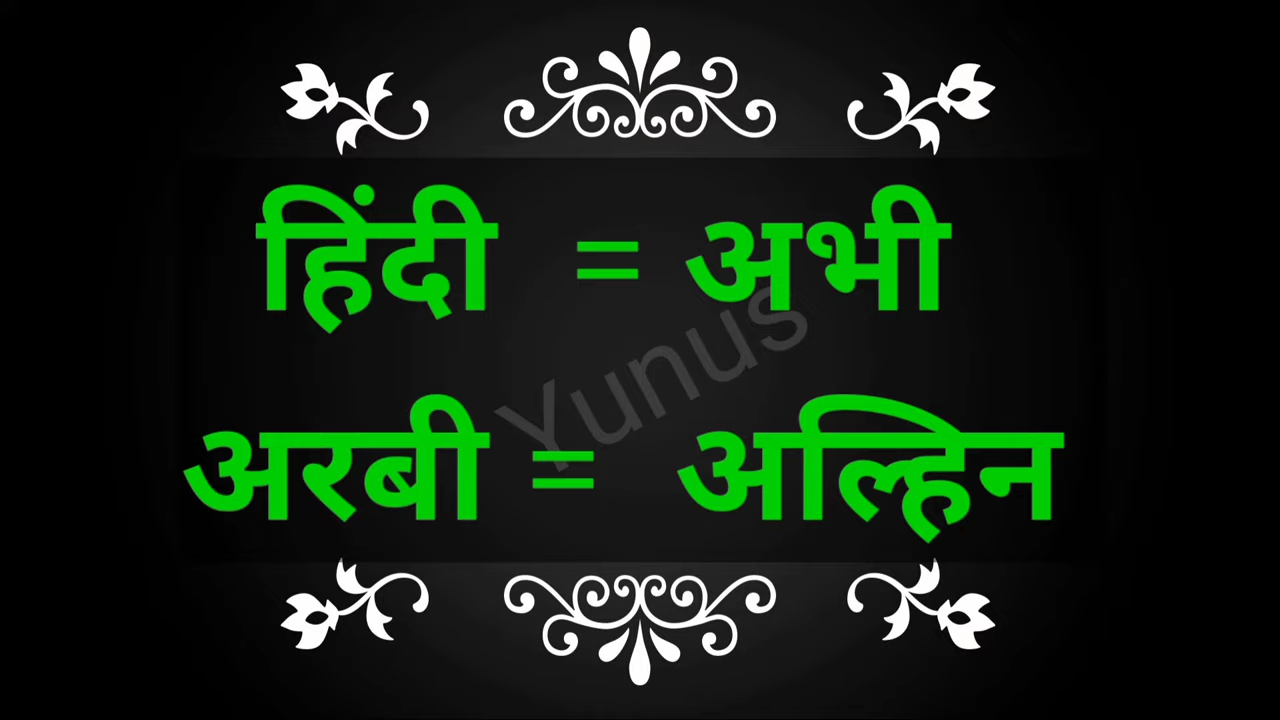 हिंदी = अभी
Yunus
अरबी = अल्हिन